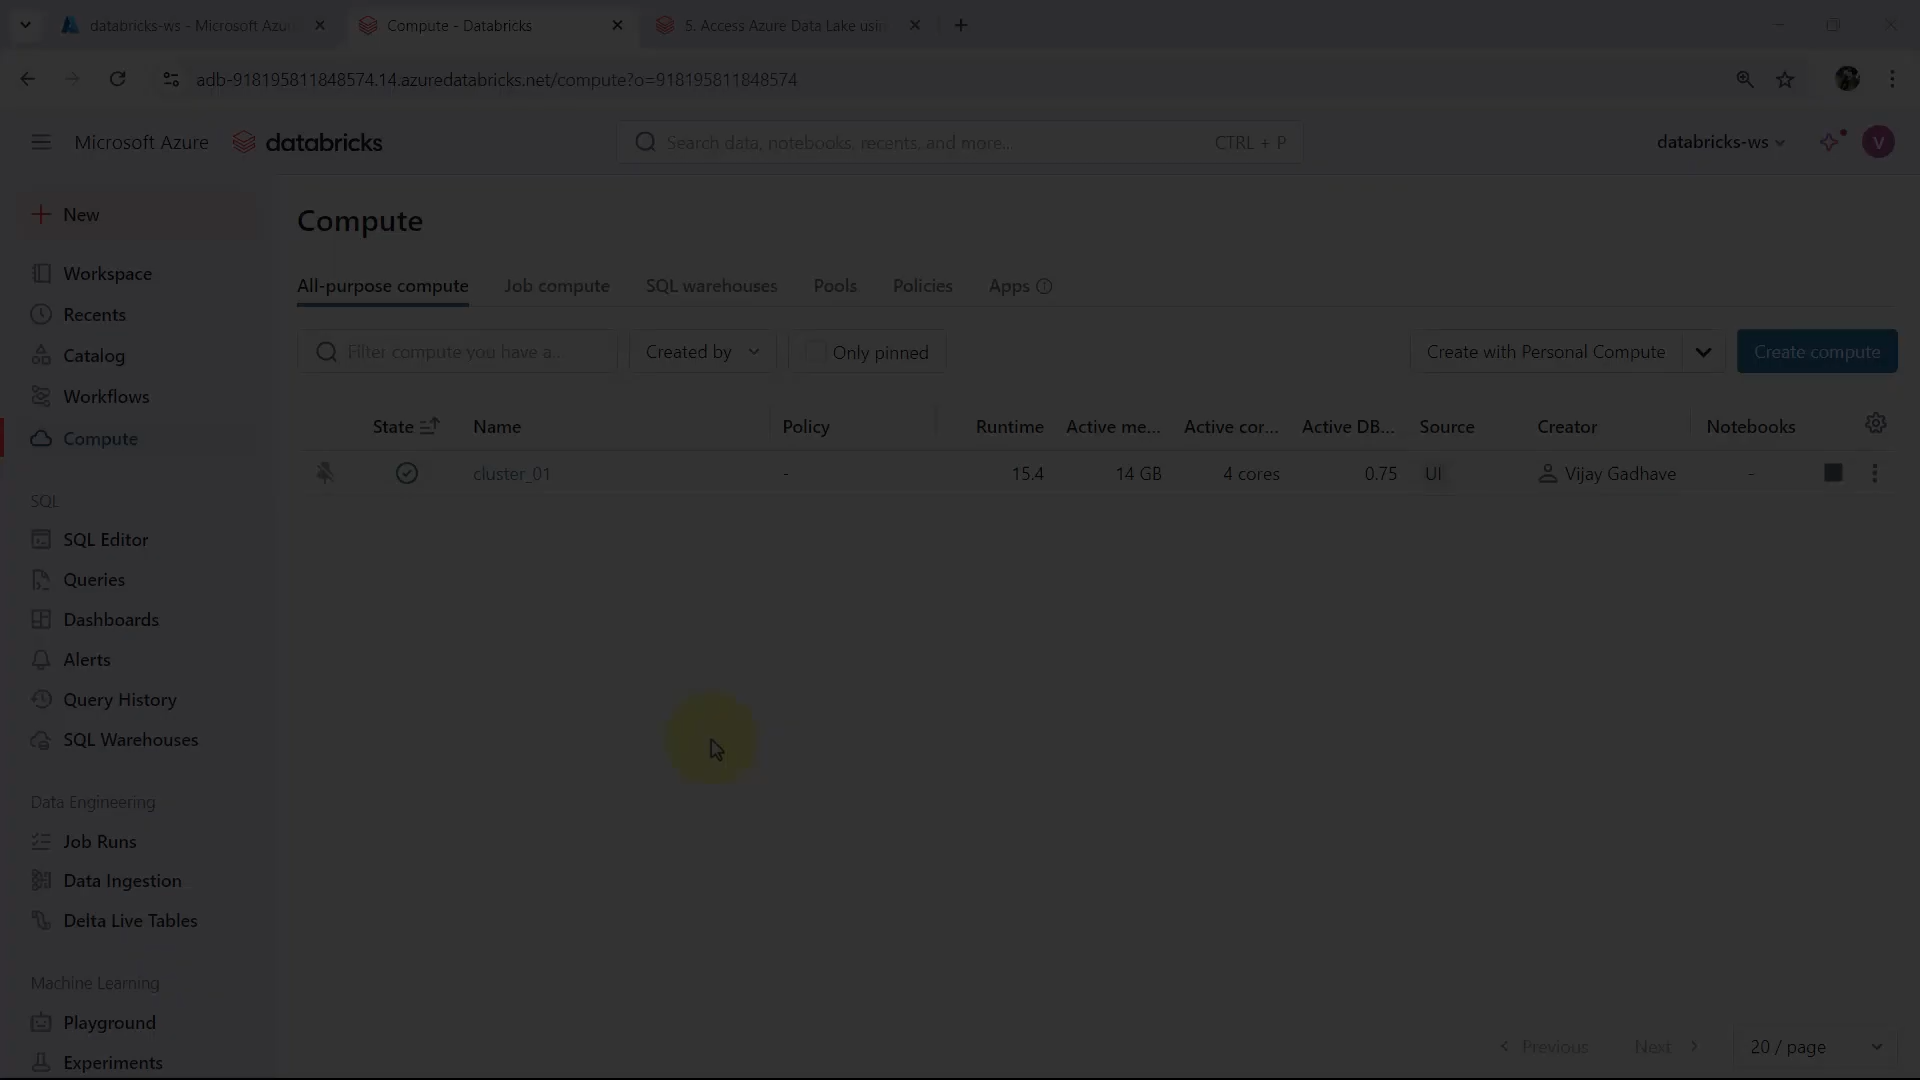 databricks-ws - Microsoft Azu
Compute - Databricks
5. Access Azure Data Lake usin
adb-918195811848574.14.azuredatabricks.net/compute?o=918195811848574
Microsoft Azure
databricks
Search data, notebooks, recents, and more...
CTRL + P
databricks-ws
V
New
Workspace
Recents
Catalog
Workflows
Compute
SQL
SQL Editor
Queries
Dashboards
Alerts
Query History
SQL Warehouses
Data Engineering
Job Runs
Data Ingestion
Delta Live Tables
Machine Learning
Playground
Experiments
Compute
All-purpose compute Job compute SQL warehouses Pools Policies Apps
Filter compute you have a..
Created by
Only pinned
Create with Personal Compute
Create compute
State Name Policy Runtime Active me... Active cor... Active DB... Source Creator Notebooks
cluster_01 - 15.4 14 GB 4 cores 0.75 UI Vijay Gadhave -
Previous Next 20 / page